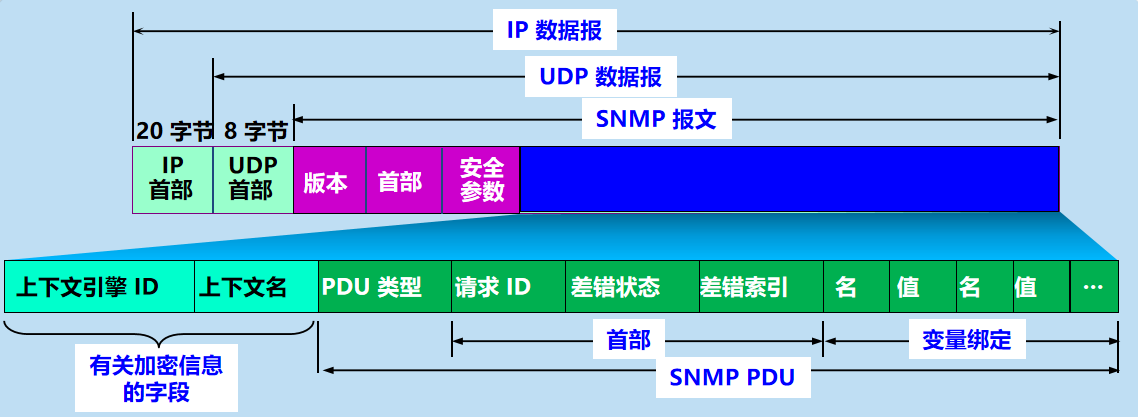 IP 数据报
UDP 数据报
SNMP 报文
20 字节 8 字节
IP
首部
UDP
首部
版本
首部
安全
参数
上下文引擎 ID
上下文名
PDU 类型
请求 ID
差错状态
差错索引
名
值
名
值
…
首部
变量绑定
有关加密信息
的字段
SNMP PDU